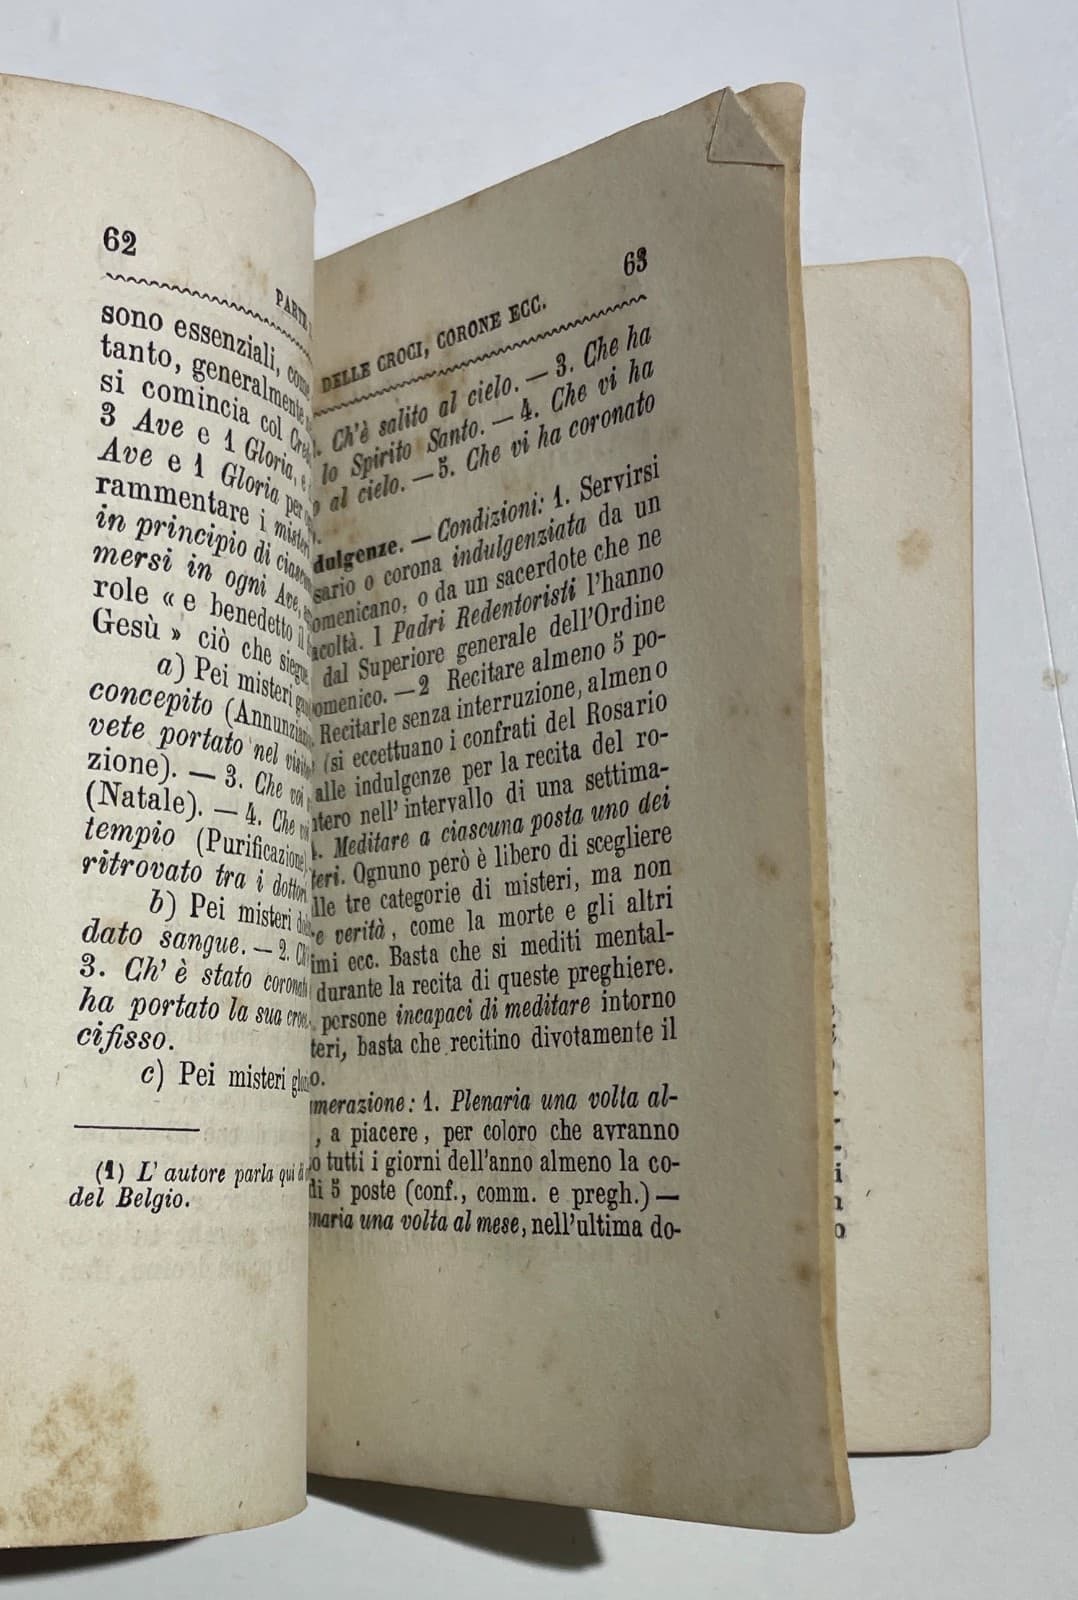 62
PARTE
sono essenziali,
tanto, generalmente
si comincia col
3 Ave e 1 Gloria,
Ave e 1 Gloria per
rammentare i misteri
in principio di
mersi in ogni Ave,
role « e benedetto il
Gesù » ciò che siegue
a) Pei misteri
concepito
vete portato nel
zione). — 3. Che voi
(Natale). — 4. Che
tempio (Purificazione)
ritrovato tra i dottori
b) Pei misteri
dato sangue. — 2.
3. Ch' è stato
ha portato la sua
cifisso.
c) Pei misteri
(1) L' autore parla qui di
del Belgio.
63
DELLE CROCI, CORONE ECC.
Ch'è salito al cielo. — 3. Che ha
lo Spirito Santo. — 4. Che vi ha
al cielo. — 5. Che vi ha coronato
dulgenze. — Condizioni: 1. Servirsi
sario o corona indulgenziata da un
omenicano, o da un sacerdote che ne
acoltà. I Padri Redentoristi l'hanno
dal Superiore generale dell'Ordine
omenico. — 2 Recitare almeno 5 po-
Recitarle senza interruzione, almeno
(si eccettuano i confrati del Rosario
alle indulgenze per la recita del ro-
ntero nell' intervallo di una settima-
Meditare a ciascuna posta uno dei
teri. Ognuno però è libero di scegliere
lle tre categorie di misteri, ma non
e verità, come la morte e gli altri
imi ecc. Basta che si mediti mental-
durante la recita di queste preghiere.
persone incapaci di meditare intorno
teri, basta che recitino divotamente il
o.
merazione: 1. Plenaria una volta al-
, a piacere, per coloro che avranno
o tutti i giorni dell'anno almeno la co-
di 5 poste (conf., comm. e pregh.) —
naria una volta al mese, nell'ultima do-